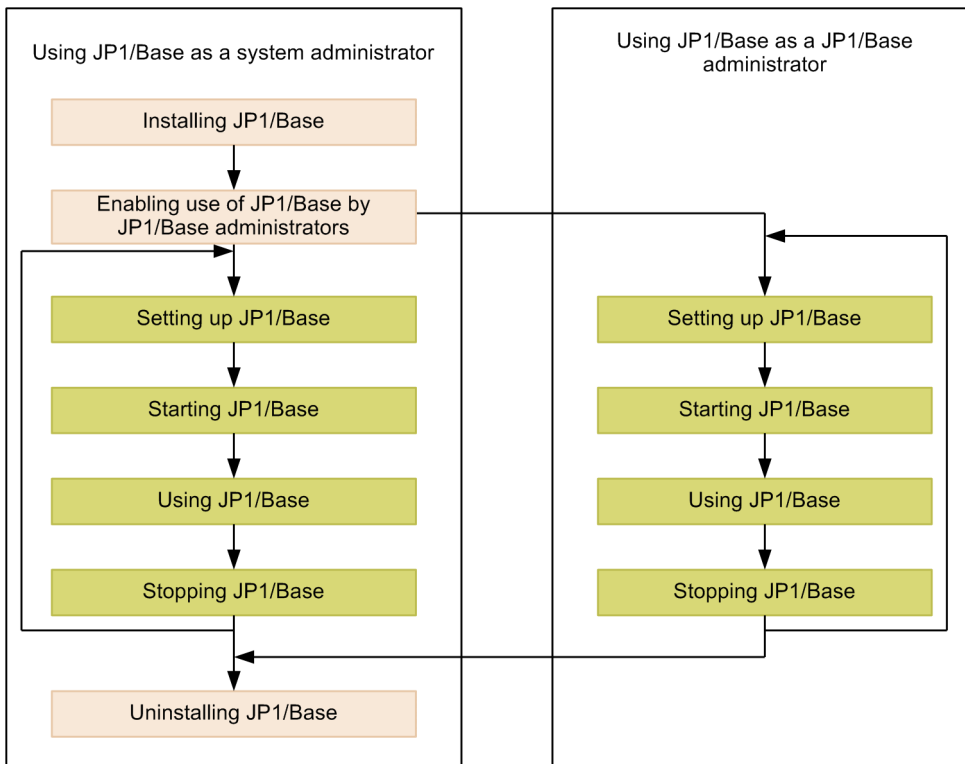 Using JP1/Base as a system administrator
Installing JP1/Base
Enabling use of JP1/Base by
JP1/Base administrators
Setting up JP1/Base
Starting JP1/Base
Using JP1/Base
Stopping JP1/Base
Uninstalling JP1/Base
Using JP1/Base as a JP1/Base
administrator
Setting up JP1/Base
Starting JP1/Base
Using JP1/Base
Stopping JP1/Base